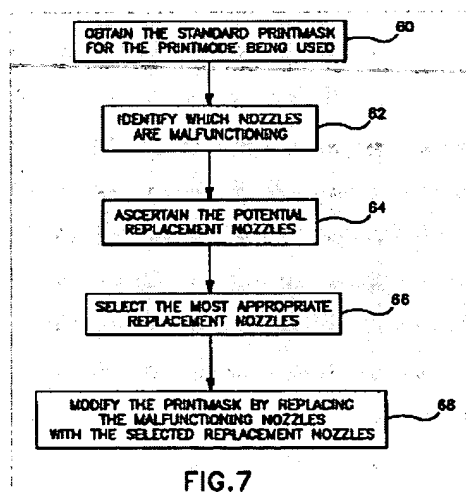 OBTAIN THE STANDARD PRINTMASK
FOR THE PRINTMODE BEING USED
60
IDENTIFY WHICH NOZZLES
ARE MALFUNCTIONING
62
ASCERTAIN THE POTENTIAL
REPLACEMENT NOZZLES
64
SELECT THE MOST APPROPRIATE
REPLACEMENT NOZZLES
66
MODIFY THE PRINTMASK BY REPLACING
THE MALFUNCTIONING NOZZLES
WITH THE SELECTED REPLACEMENT NOZZLES
68
FIG.7